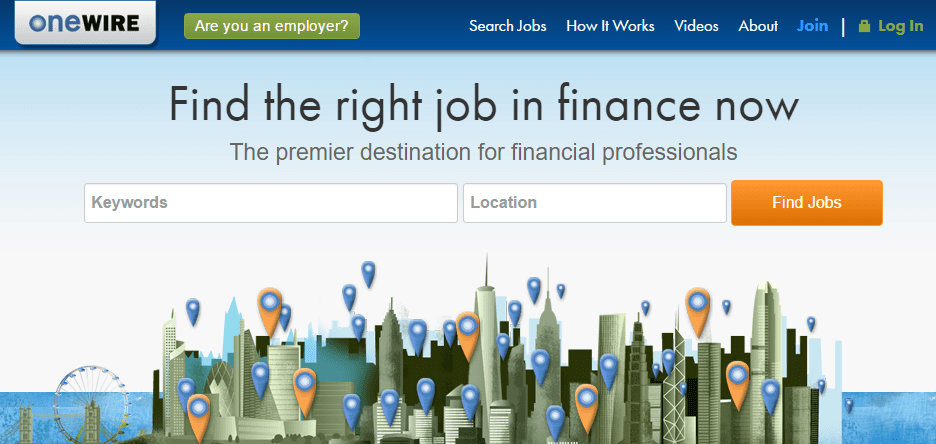 onewire
Are you an employer?
Search Jobs
How It Works
Videos
About
Join
|
Log In
Find the right job in finance now
The premier destination for financial professionals
Keywords
Location
Find Jobs